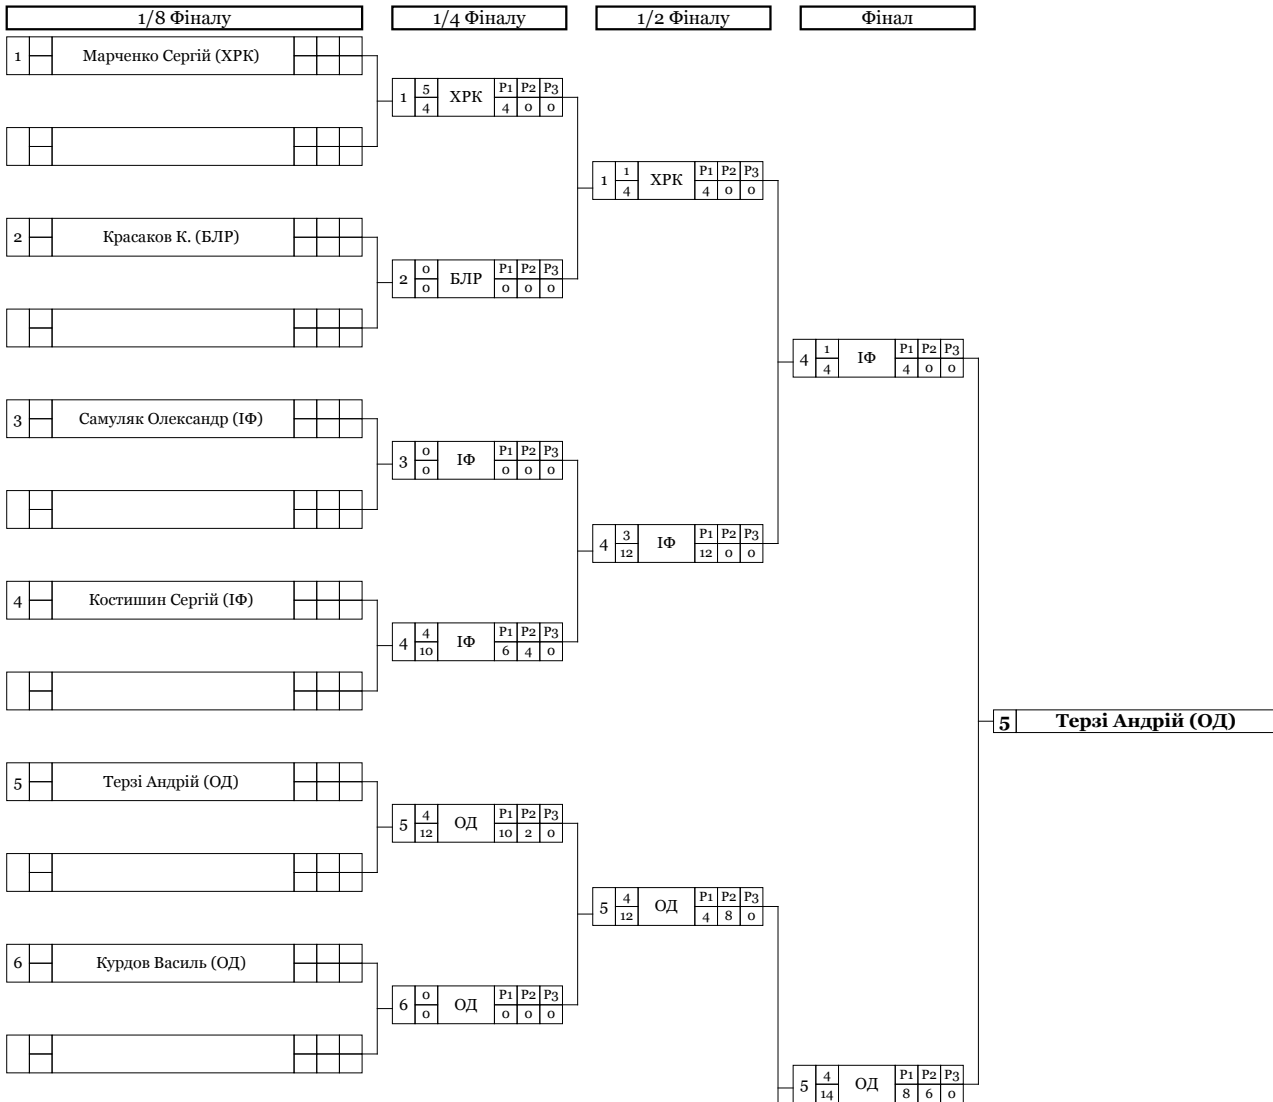 1/8 Фіналу 1/4 Фіналу 1/2 Фіналу Фінал
1 Марченко Сергій (ХРК)
1 5 ХРК P1 P2 P3
4 4 0 0
1 1 ХРК P1 P2 P3
4 4 0 0
2 Красаков К. (БЛР)
2 0 БЛР P1 P2 P3
0 0 0 0
4 1 ІФ P1 P2 P3
4 4 0 0
3 Самуляк Олександр (ІФ)
3 0 ІФ P1 P2 P3
0 0 0 0
4 3 ІФ P1 P2 P3
12 12 0 0
4 Костишин Сергій (ІФ)
4 4 ІФ P1 P2 P3
10 6 4 0
5 Терзі Андрій (ОД)
5 Терзі Андрій (ОД)
5 4 ОД P1 P2 P3
12 10 2 0
5 4 ОД P1 P2 P3
12 4 8 0
6 Курдов Василь (ОД)
6 0 ОД P1 P2 P3
0 0 0 0
5 4 ОД P1 P2 P3
14 8 6 0